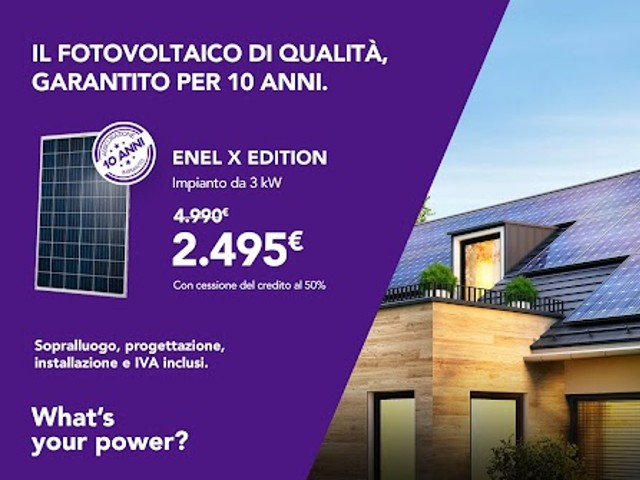 IL FOTOVOLTAICO DI QUALITÀ,
GARANTITO PER 10 ANNI.
10 ANNI
ENEL X EDITION
Impianto da 3 kW
4.990€
2.495€
Con cessione del credito al 50%
Sopralluogo, progettazione,
installazione e IVA inclusi.
What's
your power?